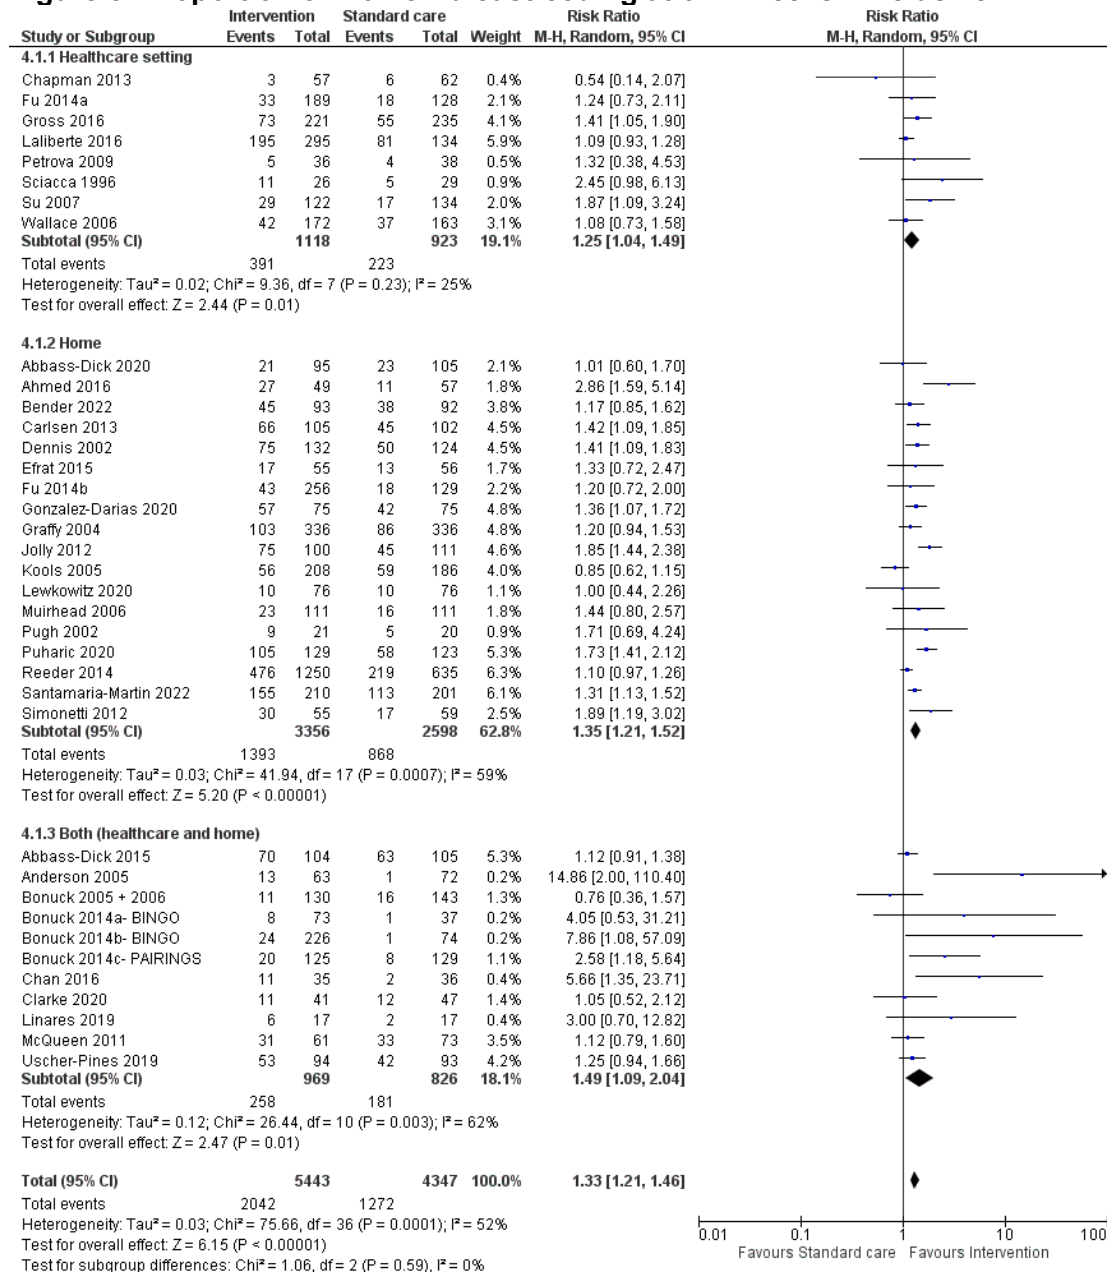 Intervention Standard care Risk Ratio Risk Ratio
Study or Subgroup Events Total Events Total Weight M-H, Random, 95% CI M-H, Random, 95% CI
4.1.1 Healthcare setting
Chapman 2013 3 57 6 62 0.4% 0.54 [0.14, 2.07]
Fu 2014a 33 189 18 128 2.1% 1.24 [0.73, 2.11]
Gross 2016 73 221 55 235 4.1% 1.41 [1.05, 1.90]
Laliberte 2016 195 295 81 134 5.9% 1.09 [0.93, 1.28]
Petrova 2009 5 36 4 38 0.5% 1.32 [0.38, 4.53]
Sciacca 1996 11 26 5 29 0.9% 2.45 [0.98, 6.13]
Su 2007 29 122 17 134 2.0% 1.87 [1.09, 3.24]
Wallace 2006 42 172 37 163 3.1% 1.08 [0.73, 1.58]
Subtotal (95% CI) 1118 923 19.1% 1.25 [1.04, 1.49]
Total events 391 223
Heterogeneity: Tau² = 0.02; Chi² = 9.36, df = 7 (P = 0.23); I² = 25%
Test for overall effect: Z = 2.44 (P = 0.01)
4.1.2 Home
Abbass-Dick 2020 21 95 23 105 2.1% 1.01 [0.60, 1.70]
Ahmed 2016 27 49 11 57 1.8% 2.86 [1.59, 5.14]
Bender 2022 45 93 38 92 3.8% 1.17 [0.85, 1.62]
Carlsen 2013 66 105 45 102 4.5% 1.42 [1.09, 1.85]
Dennis 2002 75 132 50 124 4.5% 1.41 [1.09, 1.83]
Efrat 2015 17 55 13 56 1.7% 1.33 [0.72, 2.47]
Fu 2014b 43 256 18 129 2.2% 1.20 [0.72, 2.00]
Gonzalez-Darias 2020 57 75 42 75 4.8% 1.36 [1.07, 1.72]
Graffy 2004 103 336 86 336 4.8% 1.20 [0.94, 1.53]
Jolly 2012 75 100 45 111 4.6% 1.85 [1.44, 2.38]
Kools 2005 56 208 59 186 4.0% 0.85 [0.62, 1.15]
Lewkowitz 2020 10 76 10 76 1.1% 1.00 [0.44, 2.26]
Muirhead 2006 23 111 16 111 1.8% 1.44 [0.80, 2.57]
Pugh 2002 9 21 5 20 0.9% 1.71 [0.69, 4.24]
Puharic 2020 105 129 58 123 5.3% 1.73 [1.41, 2.12]
Reeder 2014 476 1250 219 635 6.3% 1.10 [0.97, 1.26]
Santamaria-Martin 2022 155 210 113 201 6.1% 1.31 [1.13, 1.52]
Simonetti 2012 30 55 17 59 2.5% 1.89 [1.19, 3.02]
Subtotal (95% CI) 3356 2598 62.8% 1.35 [1.21, 1.52]
Total events 1393 868
Heterogeneity: Tau² = 0.03; Chi² = 41.94, df = 17 (P = 0.0007); I² = 59%
Test for overall effect: Z = 5.20 (P < 0.00001)
4.1.3 Both (healthcare and home)
Abbass-Dick 2015 70 104 63 105 5.3% 1.12 [0.91, 1.38]
Anderson 2005 13 63 1 72 0.2% 14.86 [2.00, 110.40]
Bonuck 2005 + 2006 11 130 16 143 1.3% 0.76 [0.36, 1.57]
Bonuck 2014a- BINGO 8 73 1 37 0.2% 4.05 [0.53, 31.21]
Bonuck 2014b- BINGO 24 226 1 74 0.2% 7.86 [1.08, 57.09]
Bonuck 2014c- PAIRINGS 20 125 8 129 1.1% 2.58 [1.18, 5.64]
Chan 2016 11 35 2 36 0.4% 5.66 [1.35, 23.71]
Clarke 2020 11 41 12 47 1.4% 1.05 [0.52, 2.12]
Linares 2019 6 17 2 17 0.4% 3.00 [0.70, 12.82]
McQueen 2011 31 61 33 73 3.5% 1.12 [0.79, 1.60]
Uscher-Pines 2019 53 94 42 93 4.2% 1.25 [0.94, 1.66]
Subtotal (95% CI) 969 826 18.1% 1.49 [1.09, 2.04]
Total events 258 181
Heterogeneity: Tau² = 0.12; Chi² = 26.44, df = 10 (P = 0.003); I² = 62%
Test for overall effect: Z = 2.47 (P = 0.01)
Total (95% CI) 5443 4347 100.0% 1.33 [1.21, 1.46]
Total events 2042 1272
Heterogeneity: Tau² = 0.03; Chi² = 75.66, df = 36 (P = 0.0001); I² = 52%
Test for overall effect: Z = 6.15 (P < 0.00001)
Test for subgroup differences: Chi² = 1.06, df = 2 (P = 0.59), I² = 0%
0.01 0.1 1 10 100
Favours Standard care Favours Intervention